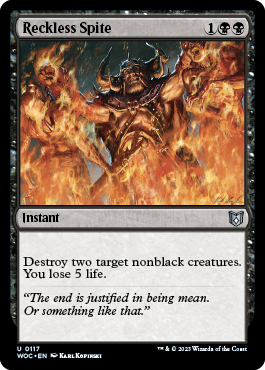 Reckless Spite 1
Instant
Destroy two target nonblack creatures.
You lose 5 life.
“The end is justified in being mean.
Or something like that.”
U 0117
WOC • EN KARL KOPINSKI
™ & © 2023 Wizards of the Coast